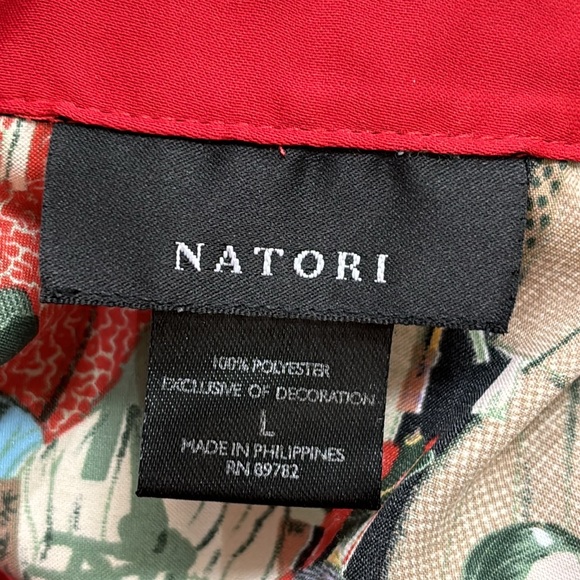 NATORI
100% POLYESTER
EXCLUSIVE OF DECORATION
L
MADE IN PHILIPPINES
RN 89782